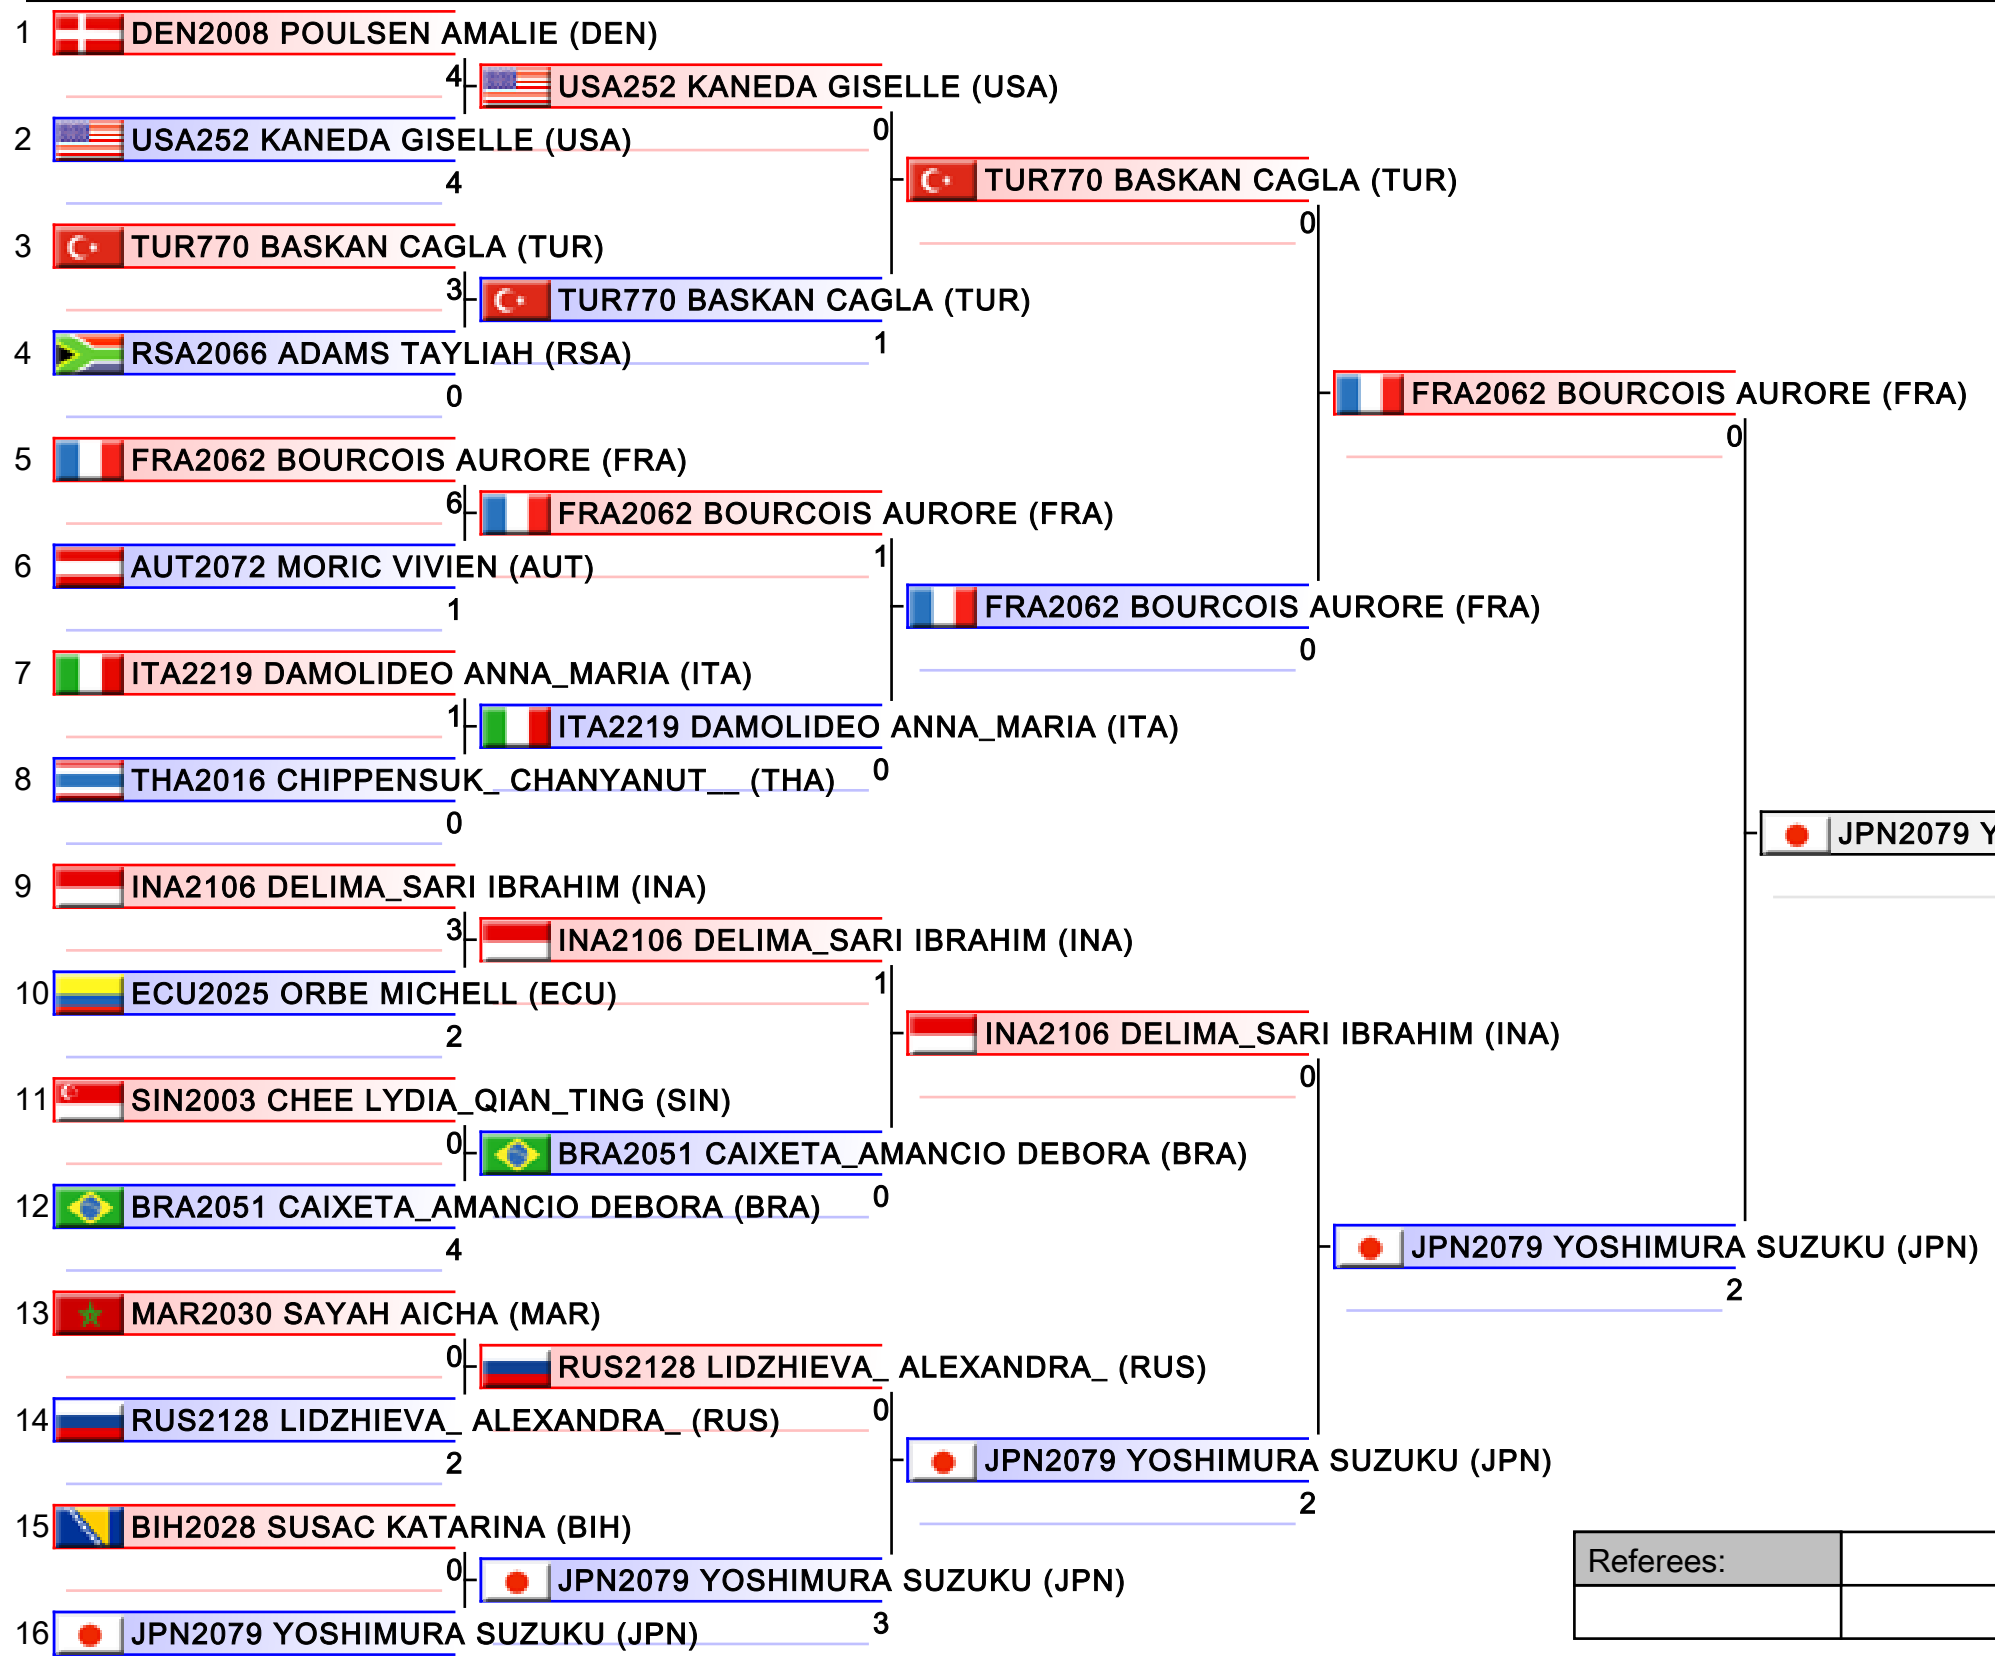 1 DEN2008 POULSEN AMALIE (DEN)
4 USA252 KANEDA GISELLE (USA)
0
2 USA252 KANEDA GISELLE (USA)
4
TUR770 BASKAN CAGLA (TUR)
0
3 TUR770 BASKAN CAGLA (TUR)
3 TUR770 BASKAN CAGLA (TUR)
1
4 RSA2066 ADAMS TAYLIAH (RSA)
0
FRA2062 BOURCOIS AURORE (FRA)
0
5 FRA2062 BOURCOIS AURORE (FRA)
6 FRA2062 BOURCOIS AURORE (FRA)
1
6 AUT2072 MORIC VIVIEN (AUT)
1
FRA2062 BOURCOIS AURORE (FRA)
0
7 ITA2219 DAMOLIDEO ANNA_MARIA (ITA)
1 ITA2219 DAMOLIDEO ANNA_MARIA (ITA)
0
8 THA2016 CHIPPENSUK_ CHANYANUT__ (THA)
0
JPN2079 Y
9 INA2106 DELIMA_SARI IBRAHIM (INA)
3 INA2106 DELIMA_SARI IBRAHIM (INA)
1
10 ECU2025 ORBE MICHELL (ECU)
2
INA2106 DELIMA_SARI IBRAHIM (INA)
0
11 SIN2003 CHEE LYDIA_QIAN_TING (SIN)
0 BRA2051 CAIXETA_AMANCIO DEBORA (BRA)
0
12 BRA2051 CAIXETA_AMANCIO DEBORA (BRA)
4
JPN2079 YOSHIMURA SUZUKU (JPN)
2
13 MAR2030 SAYAH AICHA (MAR)
0 RUS2128 LIDZHIEVA_ ALEXANDRA_ (RUS)
0
14 RUS2128 LIDZHIEVA_ ALEXANDRA_ (RUS)
2
JPN2079 YOSHIMURA SUZUKU (JPN)
2
15 BIH2028 SUSAC KATARINA (BIH)
0 JPN2079 YOSHIMURA SUZUKU (JPN)
3
16 JPN2079 YOSHIMURA SUZUKU (JPN)
Referees: